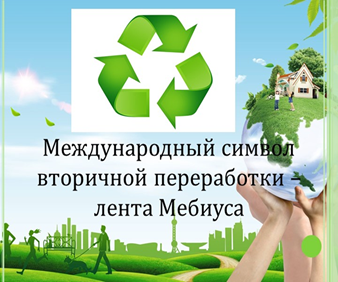 Международный символ
вторичной переработки –
лента Мебиуса